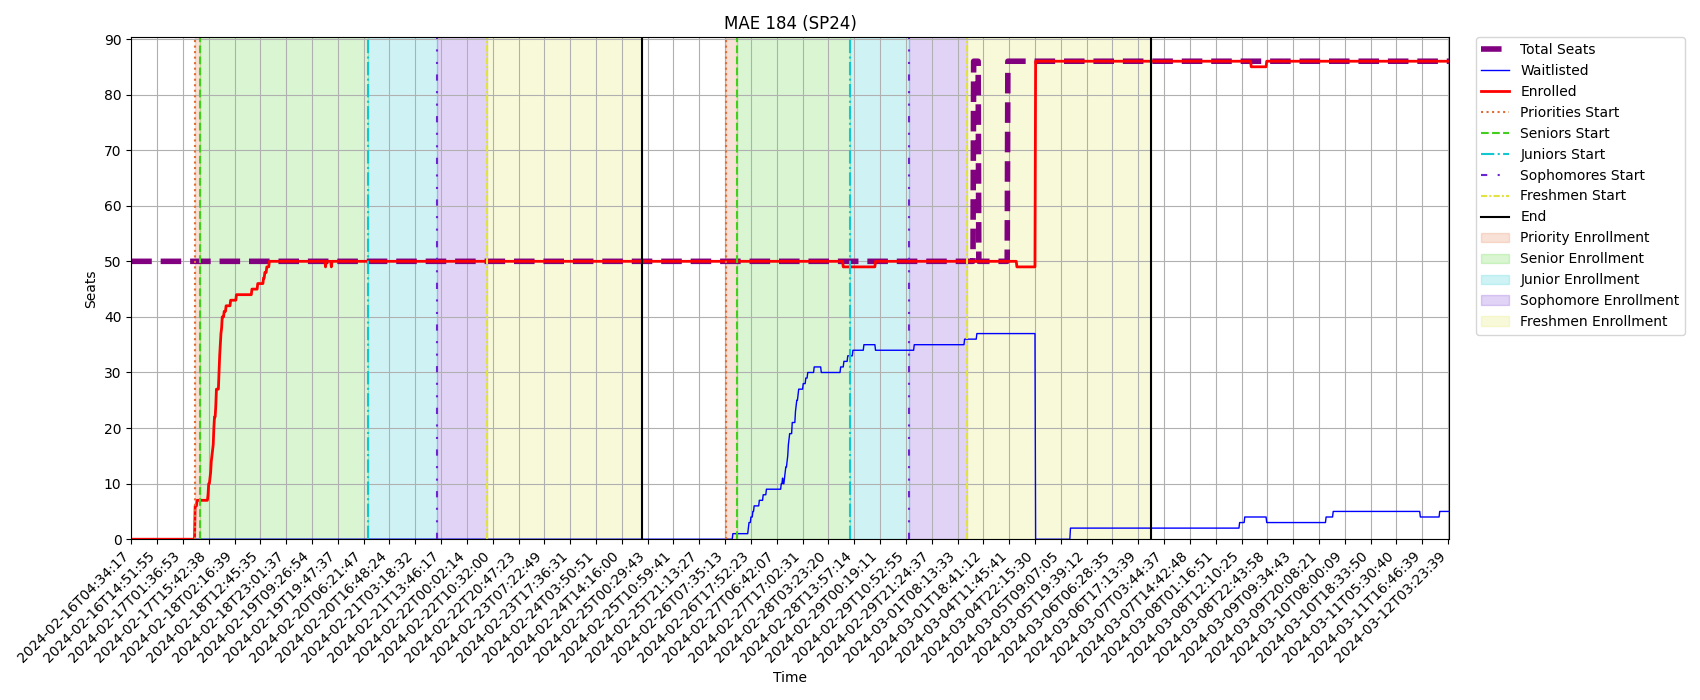 MAE 184 (SP24)
90
80
70
60
50
40
30
20
10
0
Seats
2024-02-16T04:34:17
2024-02-16T14:51:55
2024-02-17T01:36:53
2024-02-17T15:42:38
2024-02-18T02:16:39
2024-02-18T12:45:35
2024-02-18T23:01:37
2024-02-19T09:26:54
2024-02-19T19:47:37
2024-02-20T06:21:47
2024-02-20T16:48:24
2024-02-21T03:18:32
2024-02-21T13:46:17
2024-02-22T00:02:14
2024-02-22T10:32:00
2024-02-22T20:47:23
2024-02-23T07:22:49
2024-02-23T17:36:31
2024-02-24T03:50:51
2024-02-24T14:16:00
2024-02-25T00:29:43
2024-02-25T10:59:41
2024-02-25T21:13:27
2024-02-26T07:35:13
2024-02-26T17:52:23
2024-02-27T06:42:07
2024-02-27T17:02:31
2024-02-28T03:23:20
2024-02-28T13:57:14
2024-02-29T00:19:11
2024-02-29T10:52:55
2024-02-29T21:24:37
2024-03-01T08:13:33
2024-03-01T18:41:12
2024-03-04T11:45:41
2024-03-04T22:15:30
2024-03-05T09:07:05
2024-03-05T19:39:12
2024-03-06T06:28:35
2024-03-06T17:13:39
2024-03-07T03:44:37
2024-03-07T14:42:48
2024-03-08T01:16:51
2024-03-08T12:10:25
2024-03-08T22:43:58
2024-03-09T09:34:43
2024-03-09T20:08:21
2024-03-10T08:00:09
2024-03-10T18:33:50
2024-03-11T05:30:40
2024-03-11T16:46:39
2024-03-12T03:23:39
Time
Total Seats
Waitlisted
Enrolled
Priorities Start
Seniors Start
Juniors Start
Sophomores Start
Freshmen Start
End
Priority Enrollment
Senior Enrollment
Junior Enrollment
Sophomore Enrollment
Freshmen Enrollment